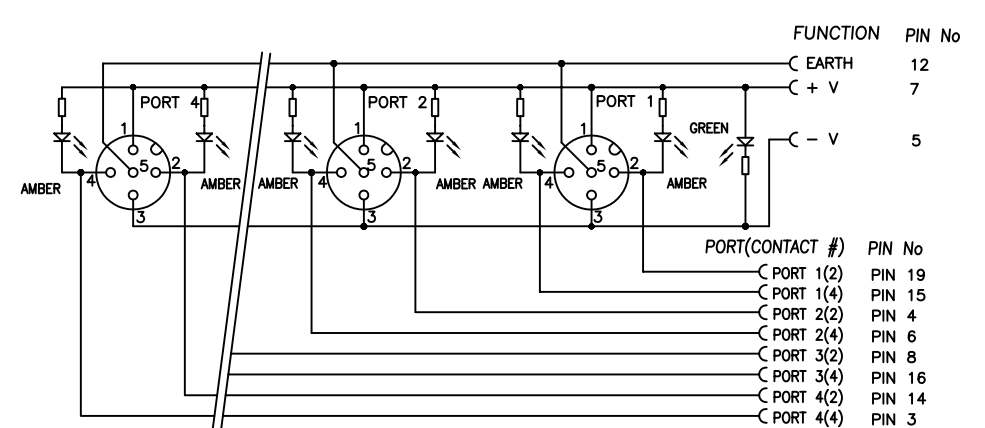 FUNCTION PIN No
EARTH 12
+ V 7
PORT 4 PORT 2 PORT 1
GREEN
1 1 1
- V 5
4 5 2 4 5 2 4 5 2
AMBER AMBER AMBER AMBER AMBER AMBER
3 3 3
PORT(CONTACT #) PIN No
PORT 1(2) PIN 19
PORT 1(4) PIN 15
PORT 2(2) PIN 4
PORT 2(4) PIN 6
PORT 3(2) PIN 8
PORT 3(4) PIN 16
PORT 4(2) PIN 14
PORT 4(4) PIN 3